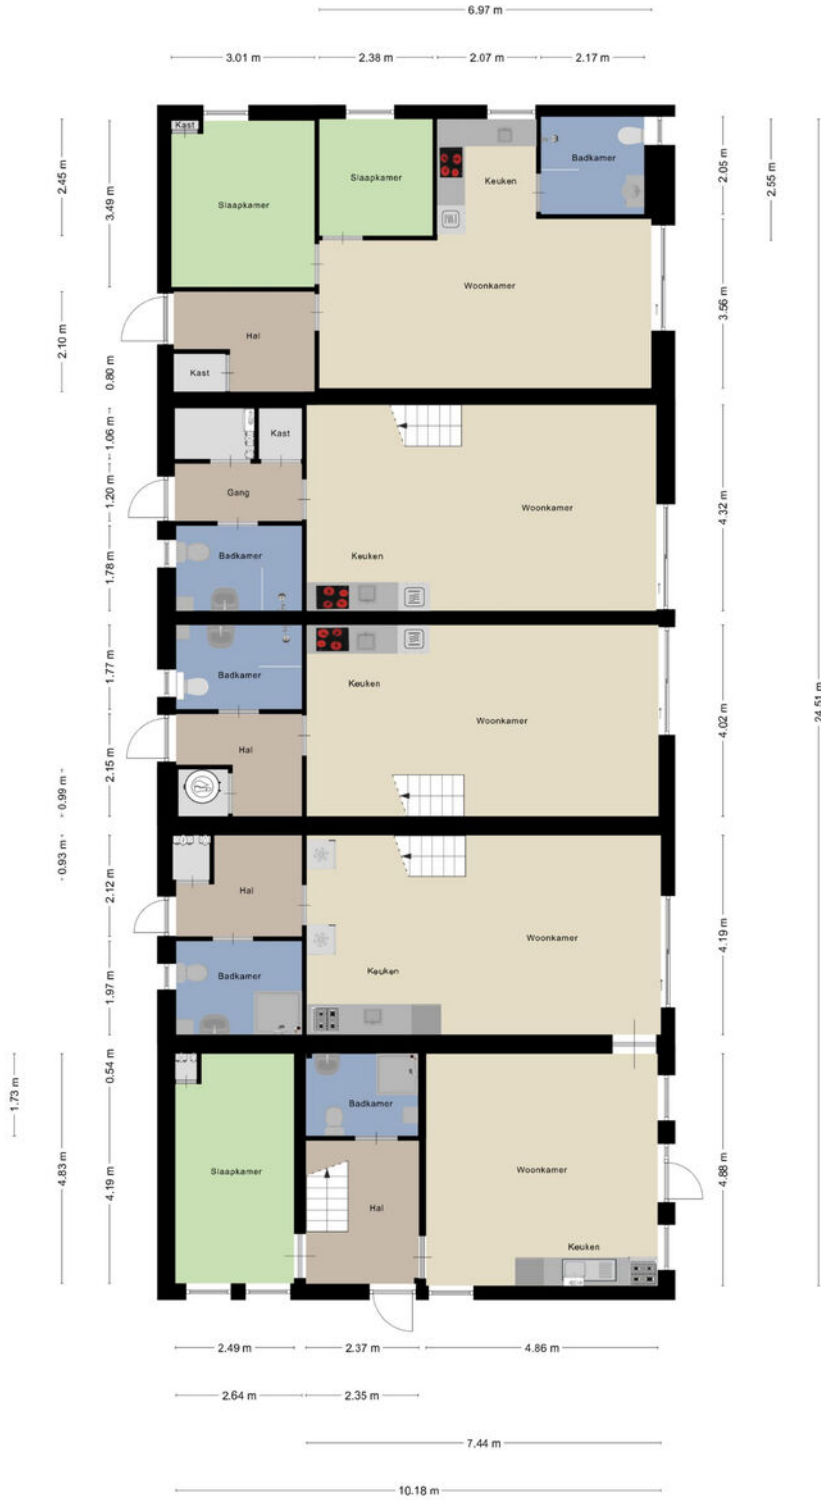 6.97 m
3.01 m
2.38 m
2.07 m
2.17 m
Kast
Slaapkamer
Slaapkamer
Keuken
Badkamer
2.45 m
3.49 m
2.05 m
2.55 m
Woonkamer
3.56 m
Hal
2.10 m
Kast
0.80 m
Kast
1.06 m
Gang
1.20 m
Woonkamer
4.32 m
Keuken
Badkamer
1.78 m
Badkamer
1.77 m
Keuken
Woonkamer
4.02 m
24.51 m
Hal
2.15 m
0.99 m
0.93 m
Hal
2.12 m
Woonkamer
4.19 m
Keuken
Badkamer
1.97 m
0.54 m
1.73 m
Badkamer
4.83 m
4.19 m
Slaapkamer
Woonkamer
4.88 m
Hal
Keuken
2.49 m
2.37 m
4.86 m
2.64 m
2.35 m
7.44 m
10.18 m